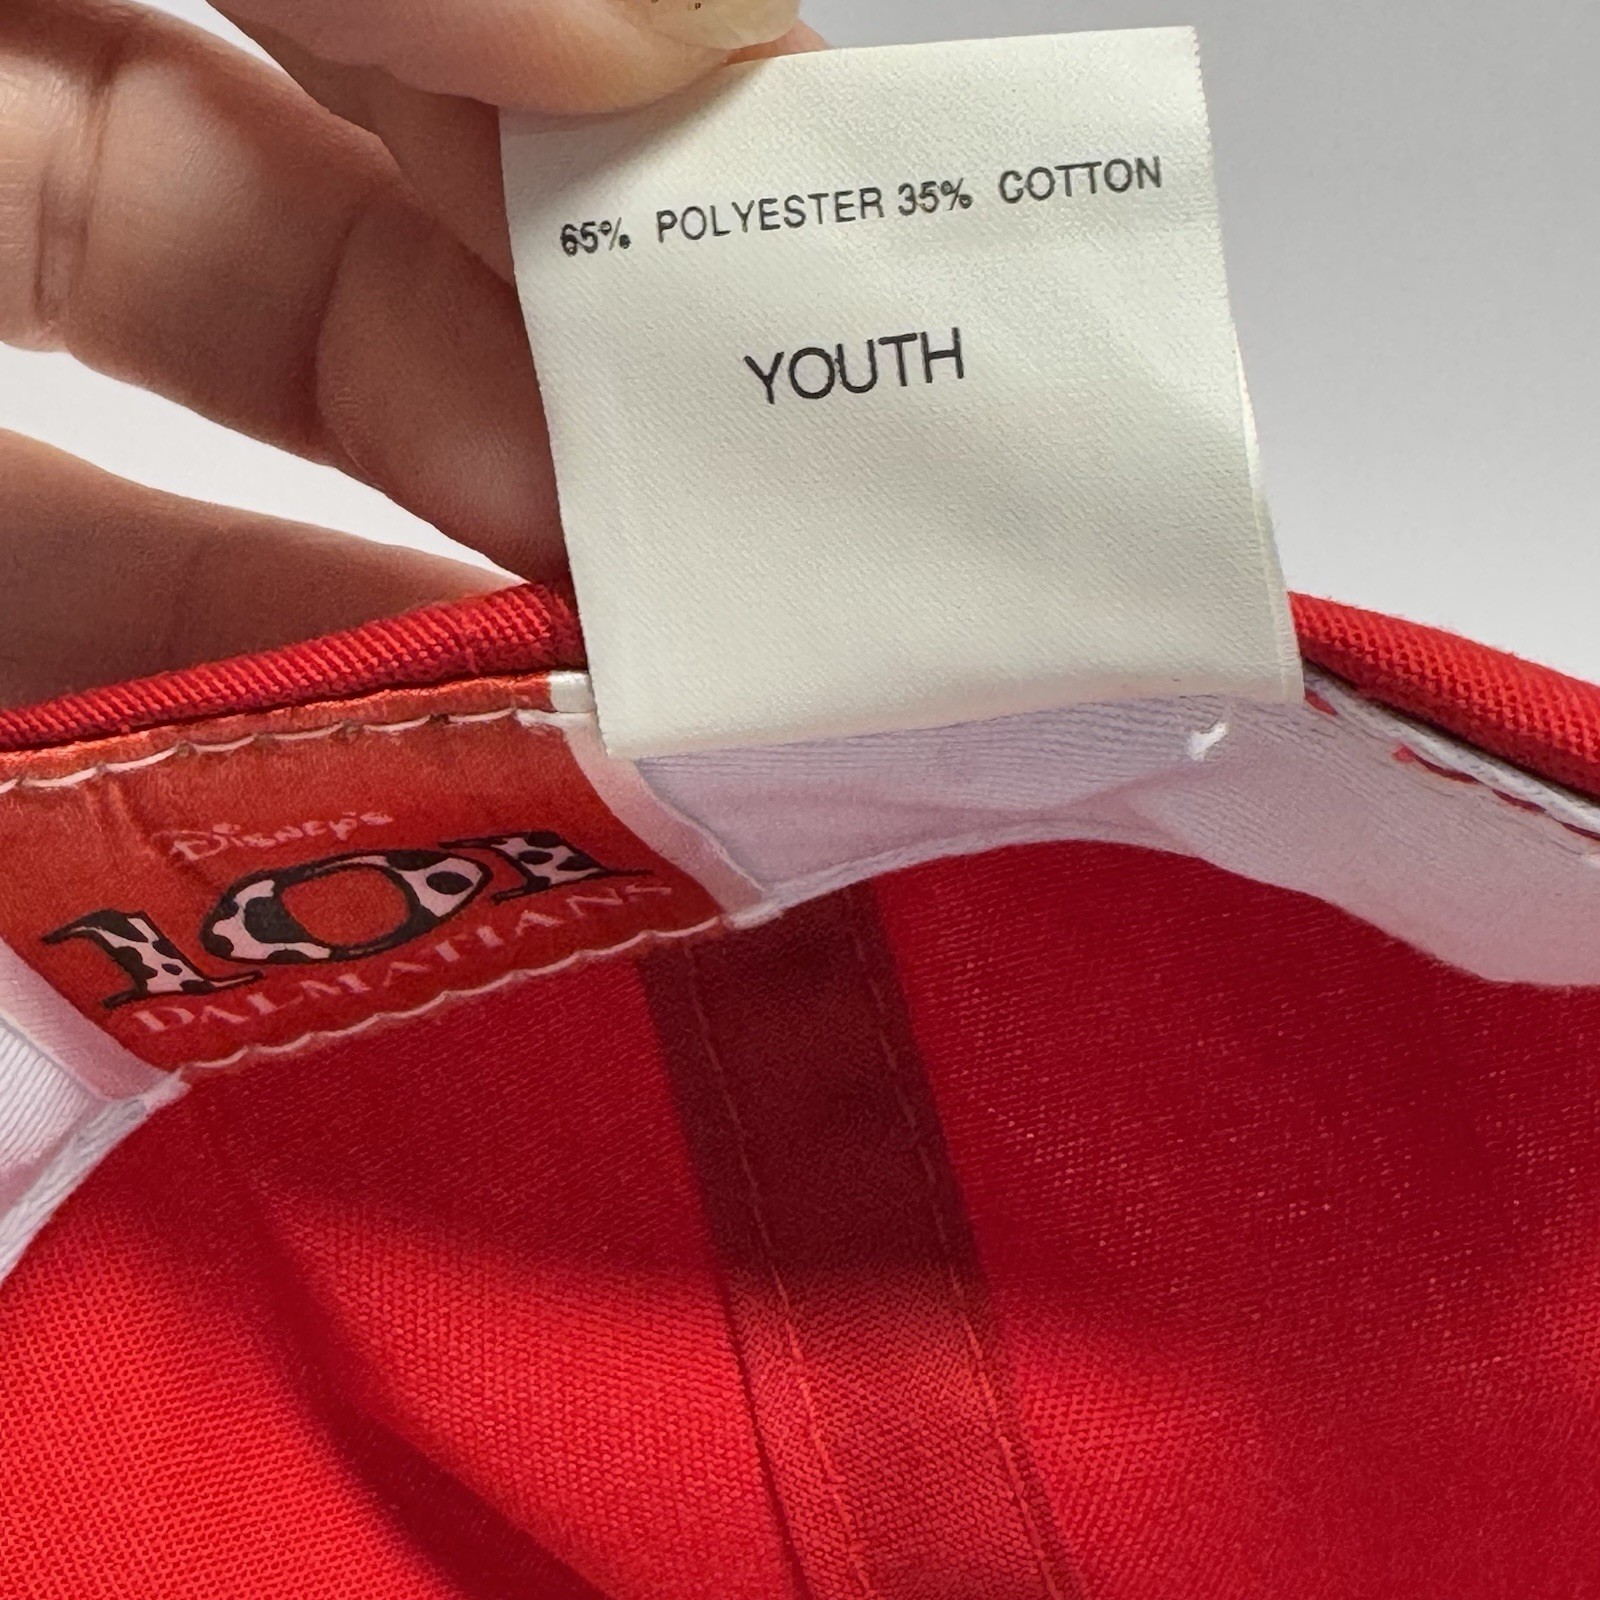 65% POLYESTER 35% COTTON
YOUTH
Disney's
101
DALMATIANS